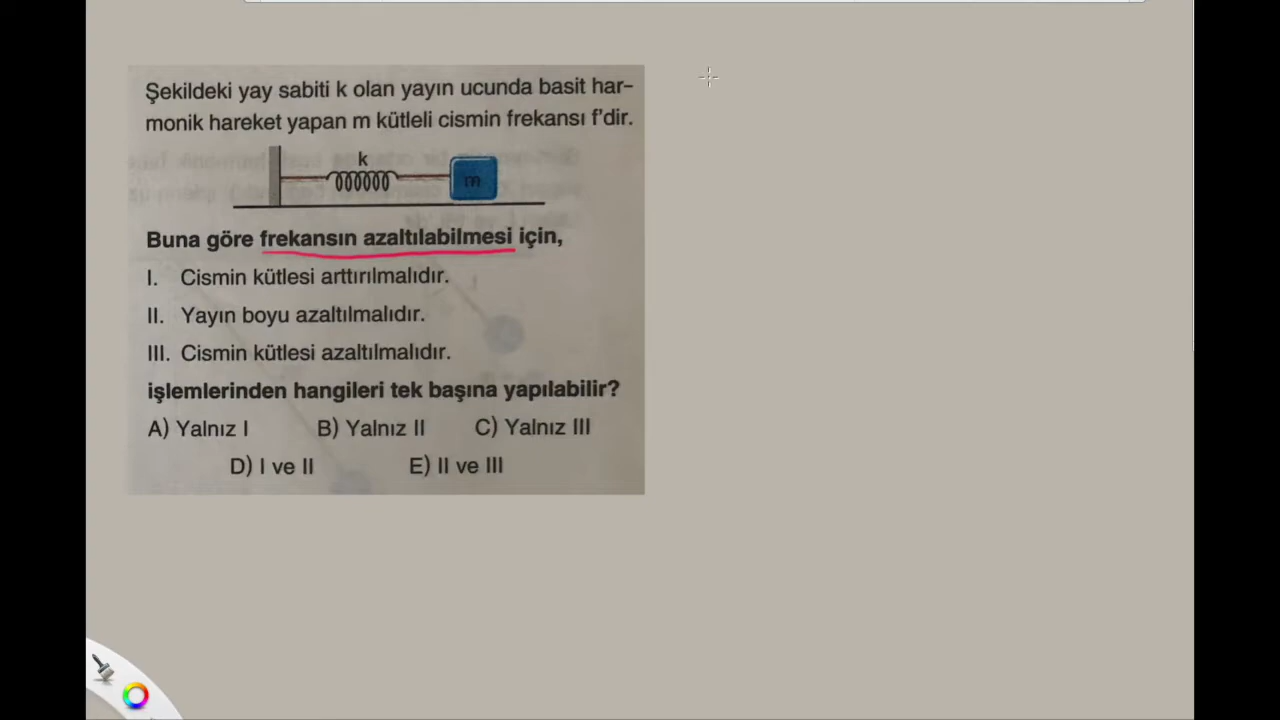 Şekildeki yay sabiti k olan yayın ucunda basit har-
monik hareket yapan m kütleli cismin frekansı f'dir.
k
m
Buna göre frekansın azaltılabilmesi için,
I. Cismin kütlesi arttırılmalıdır.
II. Yayın boyu azaltılmalıdır.
III. Cismin kütlesi azaltılmalıdır.
işlemlerinden hangileri tek başına yapılabilir?
A) Yalnız I B) Yalnız II C) Yalnız III
D) I ve II E) II ve III